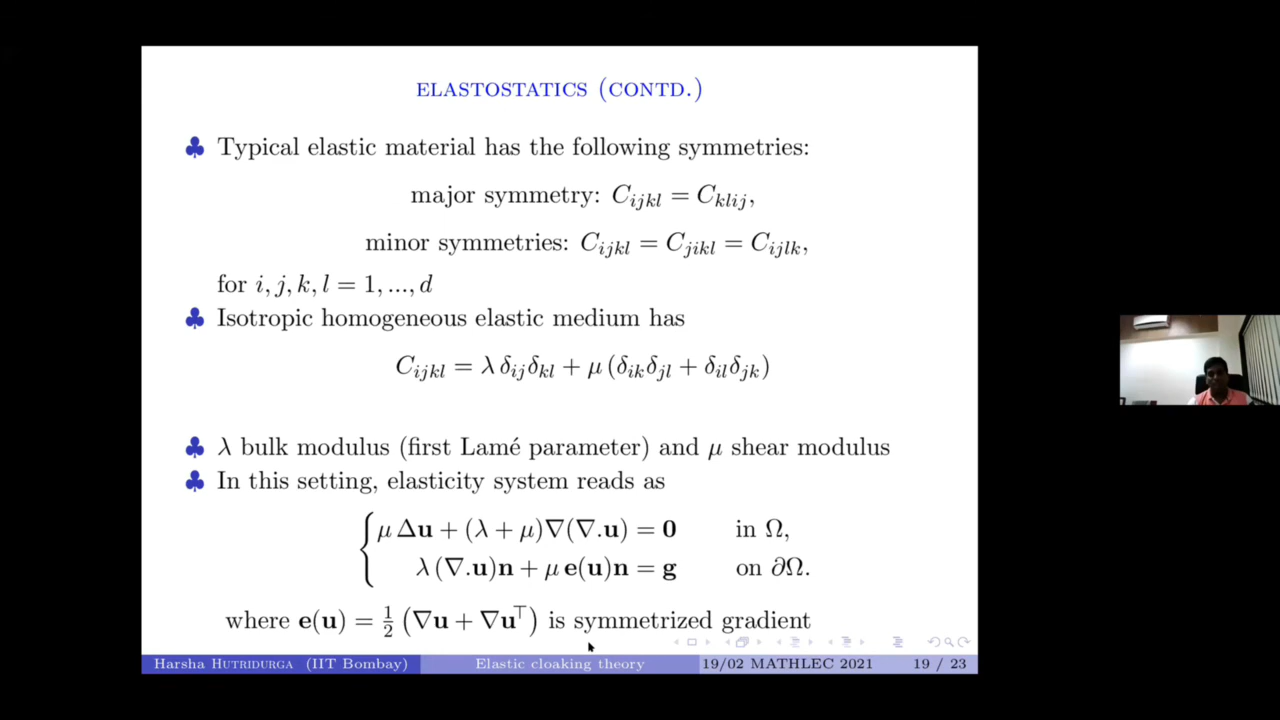 ELASTOSTATICS (CONTD.)
♣ Typical elastic material has the following symmetries:
major symmetry: C_{ijkl} = C_{klij},
minor symmetries: C_{ijkl} = C_{jikl} = C_{ijlk},
for i, j, k, l = 1, ..., d
♣ Isotropic homogeneous elastic medium has
C_{ijkl} = λ δ_{ij}δ_{kl} + μ (δ_{ik}δ_{jl} + δ_{il}δ_{jk})
♣ λ bulk modulus (first Lamé parameter) and μ shear modulus
♣ In this setting, elasticity system reads as
μ Δu + (λ + μ)∇(∇.u) = 0 in Ω,
λ (∇.u)n + μ e(u)n = g on ∂Ω.
where e(u) = 1/2 (∇u + ∇u^⊤) is symmetrized gradient
Harsha HUTRIDURGA (IIT Bombay) Elastic cloaking theory 19/02 MATHLEC 2021 19 / 23